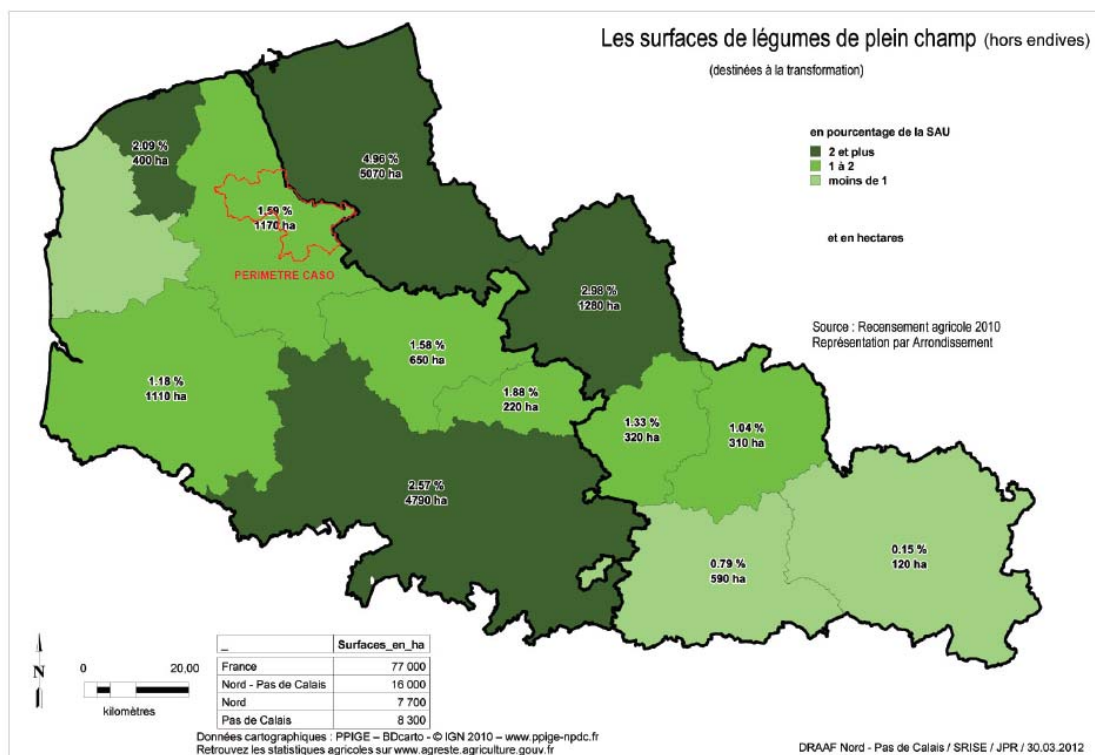 Les surfaces de légumes de plein champ (hors endives)
(destinées à la transformation)
en pourcentage de la SAU
2 et plus
1 à 2
moins de 1
et en hectares
Source : Recensement agricole 2010
Représentation par Arrondissement
2.09 %
400 ha
4.96 %
5070 ha
1.59 %
1170 ha
PERIMETRE CASO
2.98 %
1280 ha
1.58 %
650 ha
1.18 %
1110 ha
1.88 %
220 ha
1.33 %
320 ha
1.04 %
310 ha
2.57 %
4790 ha
0.79 %
590 ha
0.15 %
120 ha
N
0 20,00
kilomètres
_ Surfaces_en_ha
France 77 000
Nord - Pas de Calais 16 000
Nord 7 700
Pas de Calais 8 300
Données cartographiques : PPIGE – BDcarto - © IGN 2010 – www.ppige-npdc.fr
Retrouvez les statistiques agricoles sur www.agreste.agriculture.gouv.fr
DRAAF Nord - Pas de Calais / SRISE / JPR / 30.03.2012